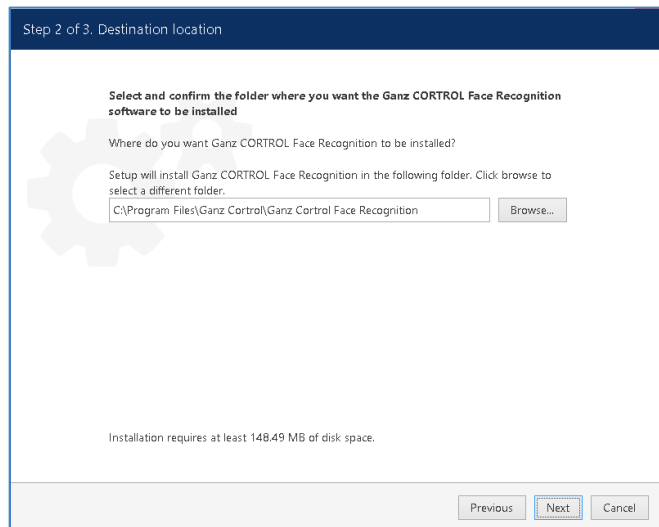 Step 2 of 3. Destination location
Select and confirm the folder where you want the Ganz CORTROL Face Recognition
software to be installed
Where do you want Ganz CORTROL Face Recognition to be installed?
Setup will install Ganz CORTROL Face Recognition in the following folder. Click browse to
select a different folder.
C:\Program Files\Ganz Cortrol\Ganz Cortrol Face Recognition
Browse...
Installation requires at least 148.49 MB of disk space.
Previous
Next
Cancel